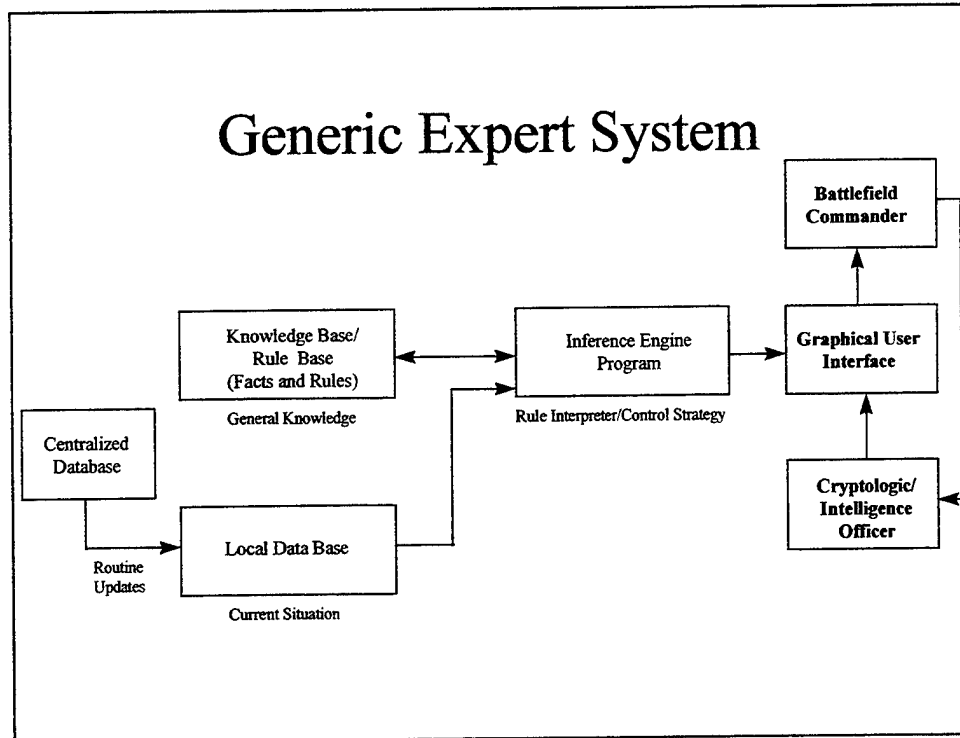 Generic Expert System
Battlefield
Commander
Knowledge Base/
Rule Base
(Facts and Rules)
General Knowledge
Inference Engine
Program
Rule Interpreter/Control Strategy
Graphical User
Interface
Centralized
Database
Routine
Updates
Local Data Base
Current Situation
Cryptologic/
Intelligence
Officer